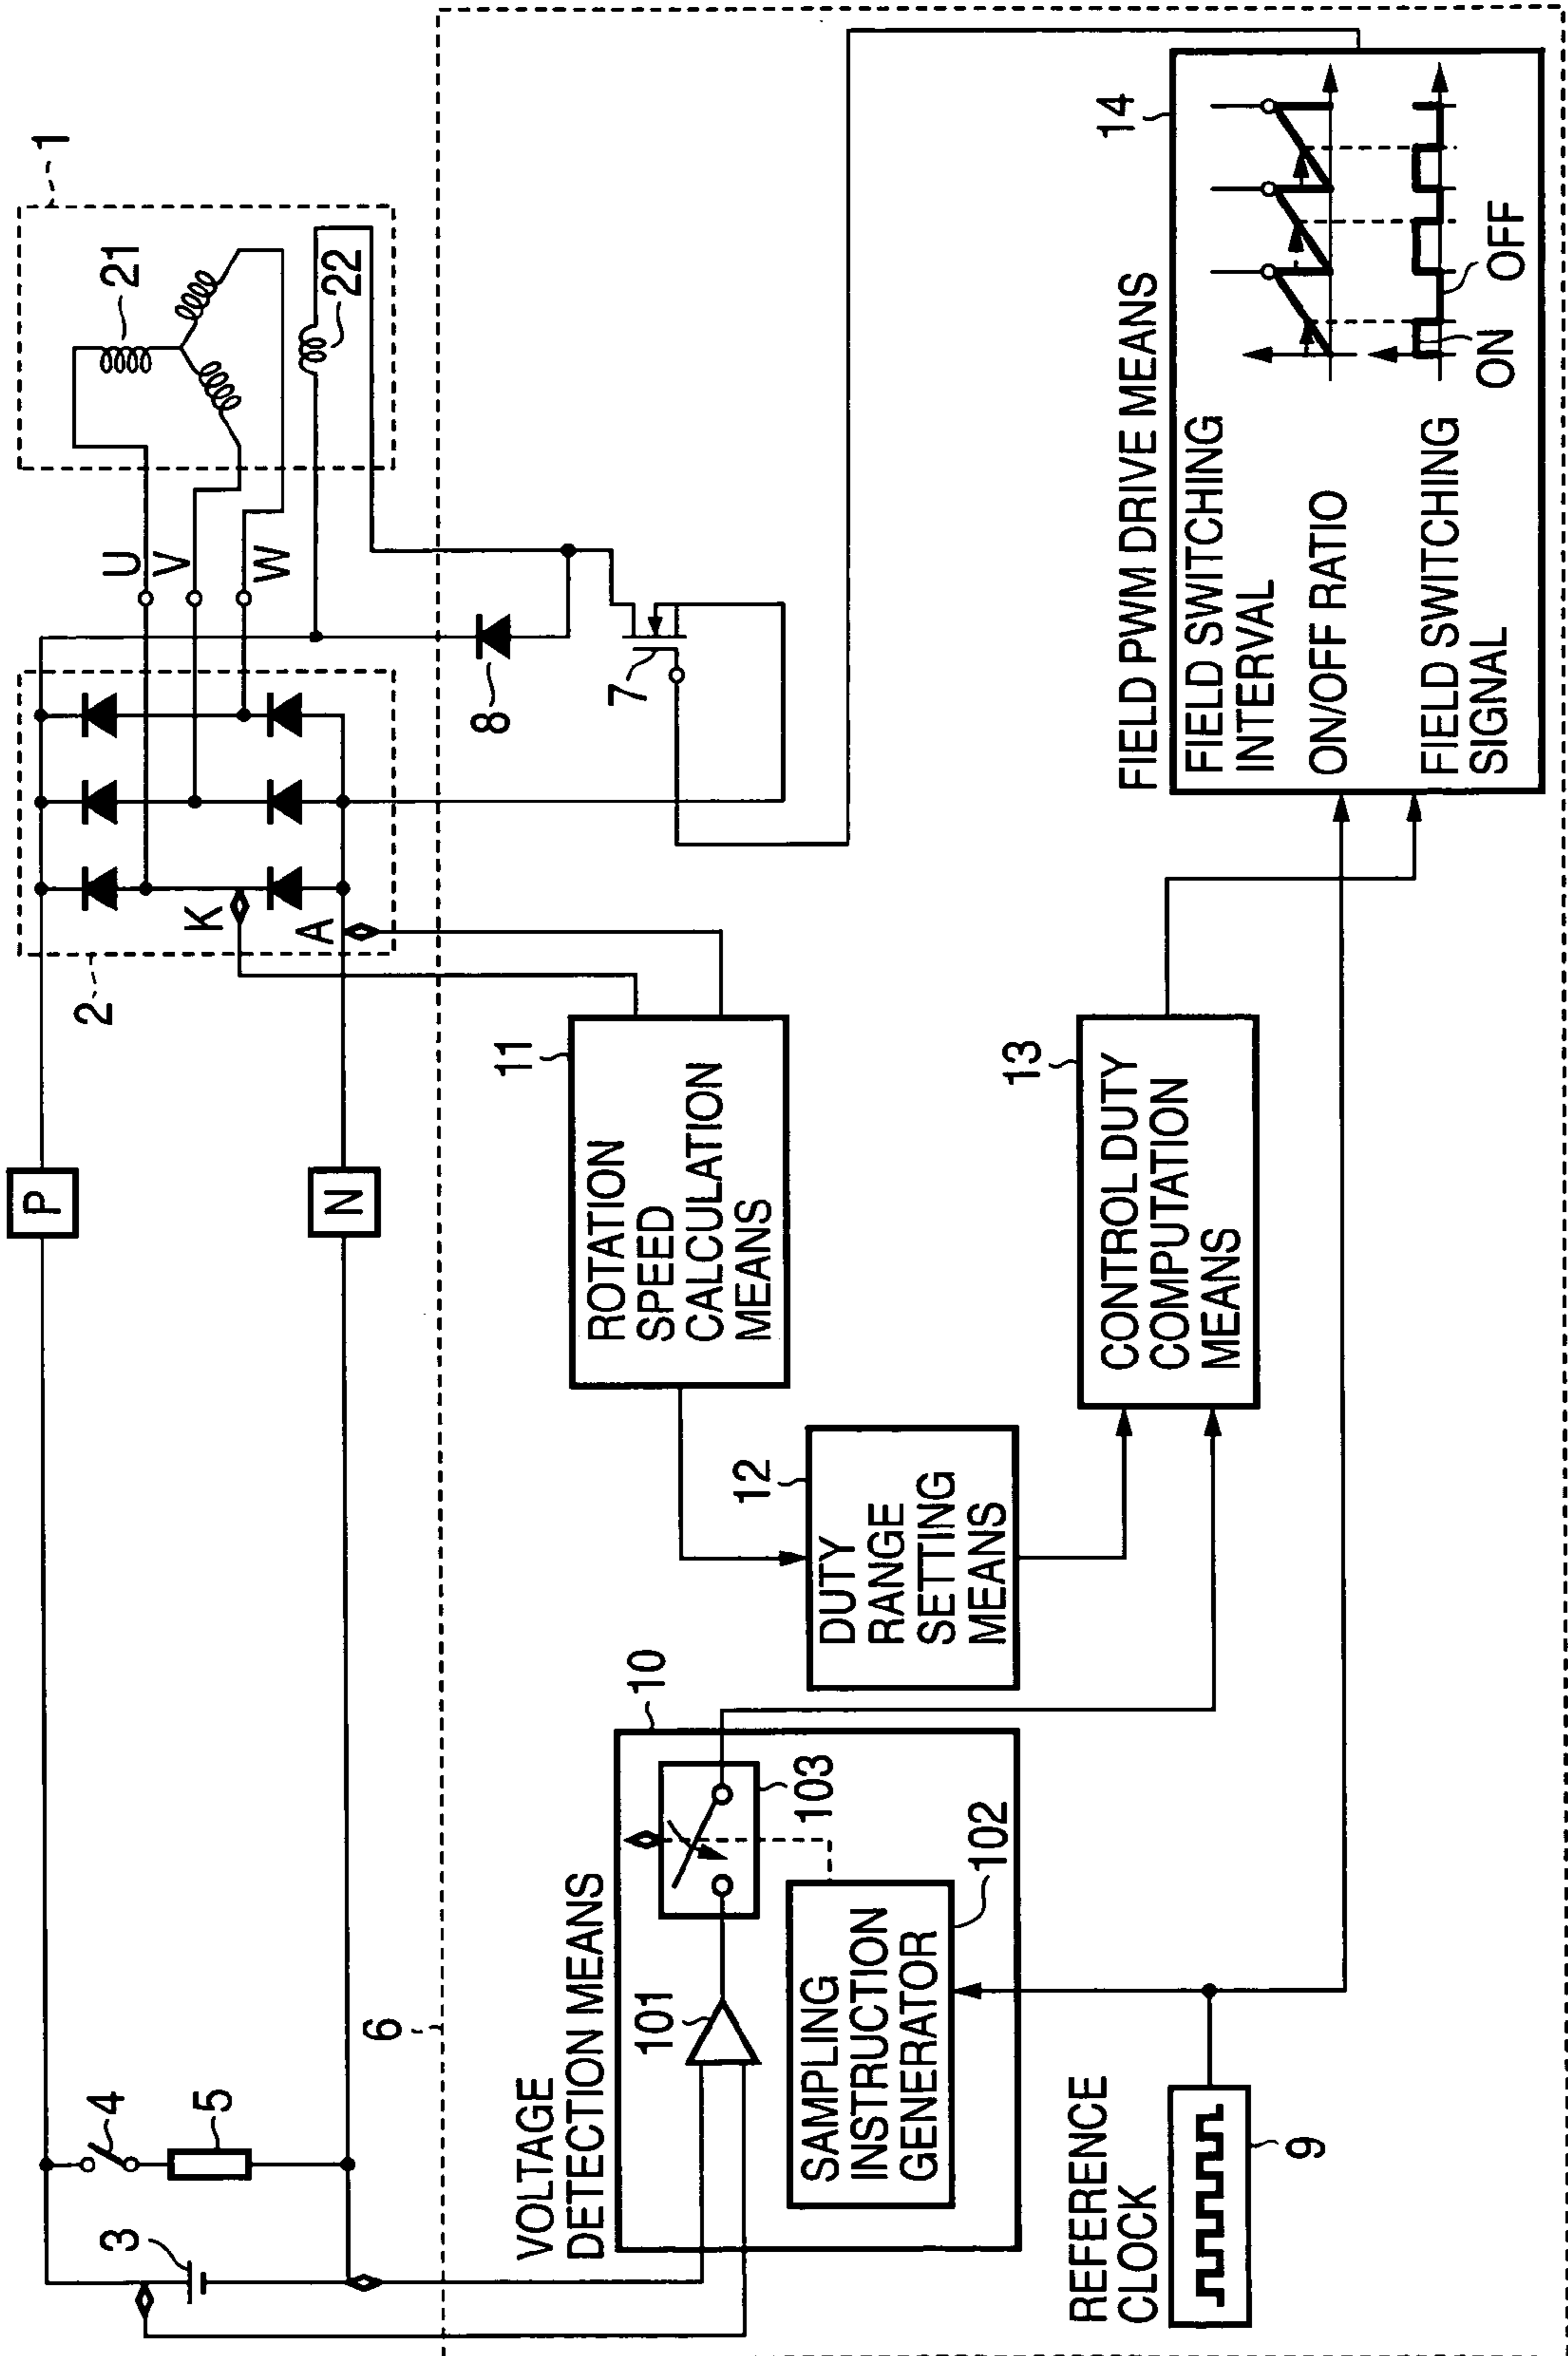 1
21
22
U
V
W
2
K
A
P
N
8
7
3
4
5
6
11
ROTATION
SPEED
CALCULATION
MEANS
12
DUTY
RANGE
SETTING
MEANS
13
CONTROL DUTY
COMPUTATION
MEANS
VOLTAGE
DETECTION MEANS
10
101
103
102
SAMPLING
INSTRUCTION
GENERATOR
REFERENCE
CLOCK
9
FIELD PWM DRIVE MEANS
14
FIELD SWITCHING
INTERVAL
ON/OFF RATIO
FIELD SWITCHING
SIGNAL
ON
OFF